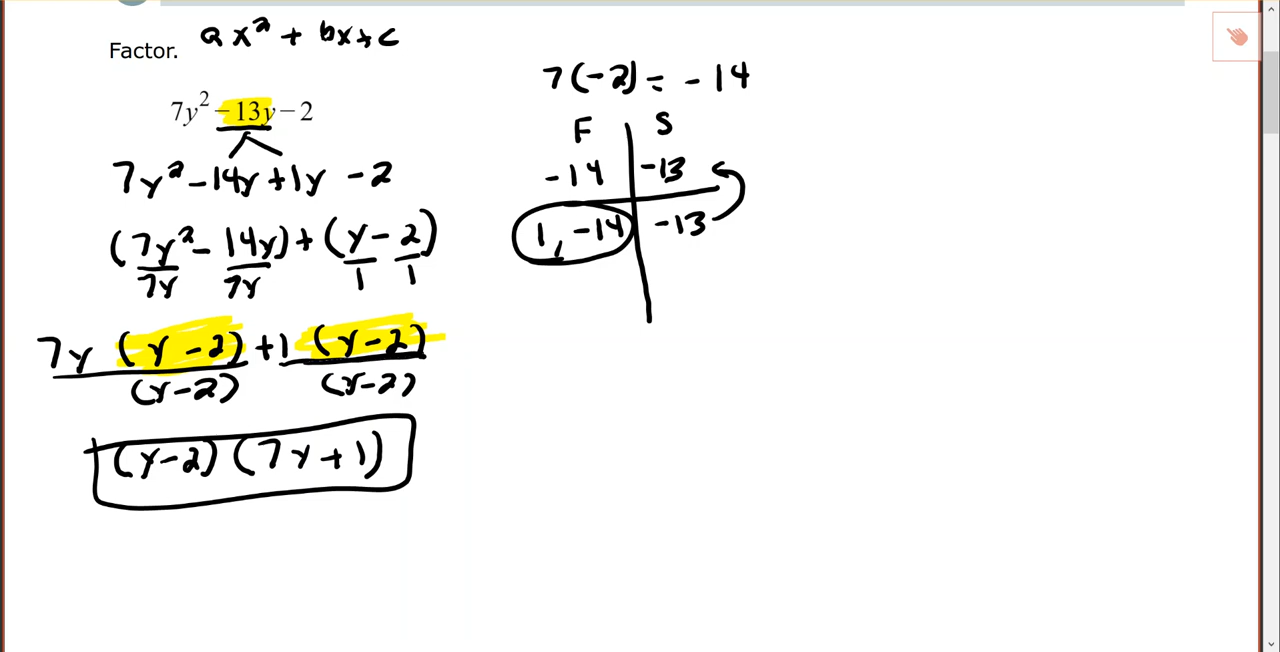 Factor. ax² + bx + c
7y² − 13y − 2
7y² − 14y + 1y − 2
(7y² − 14y) + (y − 2)
7y 7y 1 1
7y (y − 2) + 1 (y − 2)
(y − 2) (y − 2)
(y − 2) (7y + 1)
7(−2) = −14
F S
−14 −13
1, −14 −13